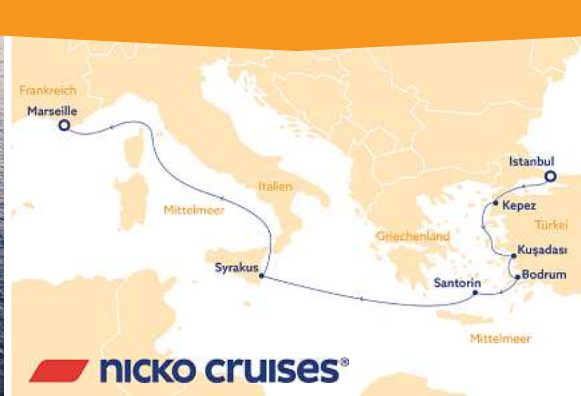 Frankreich
Marseille
Istanbul
Kepez
Italien
Türkei
Mittelmeer
Griechenland
Kuşadası
Syrakus
Bodrum
Santorin
Mittelmeer
nicko cruises®